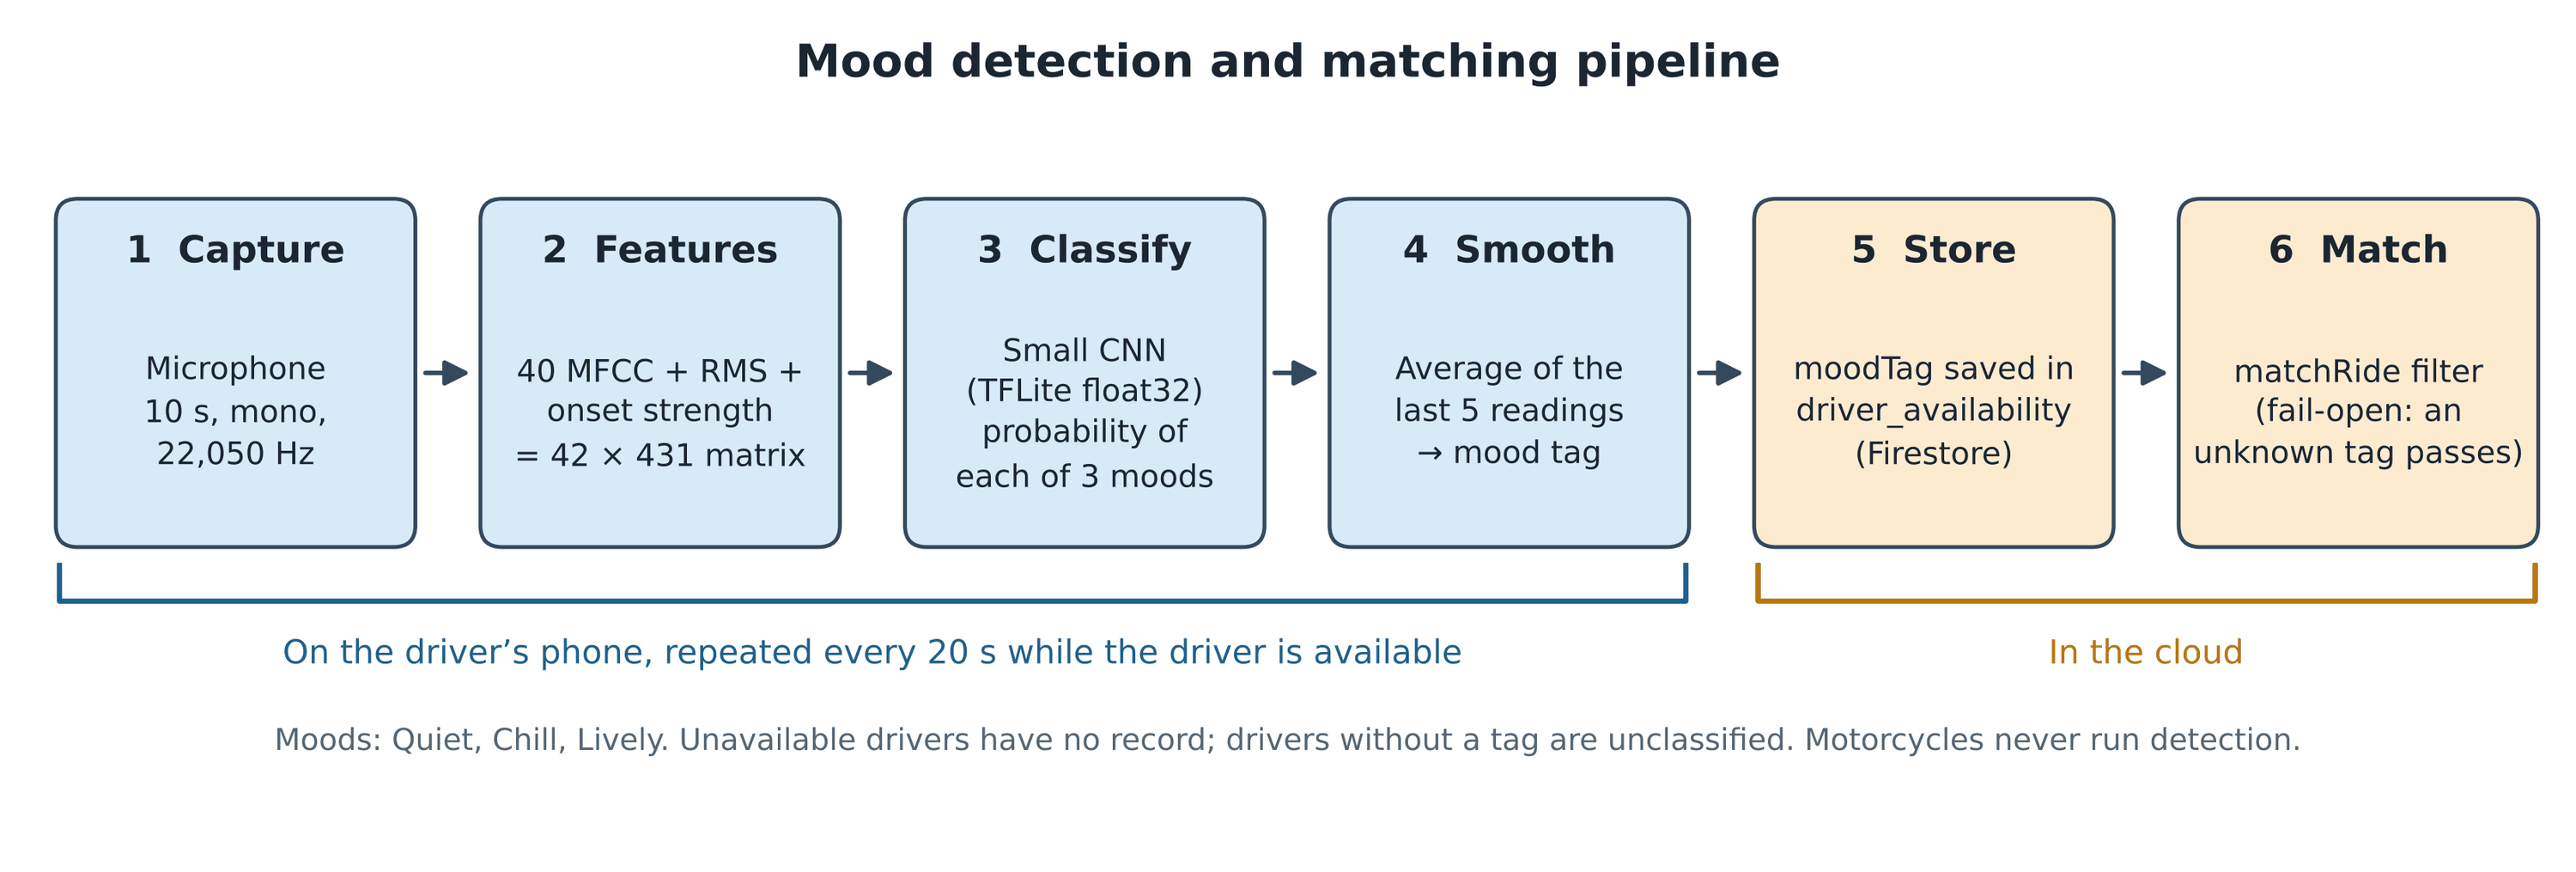 Mood detection and matching pipeline
1 Capture
Microphone
10 s, mono,
22,050 Hz
2 Features
40 MFCC + RMS +
onset strength
= 42 × 431 matrix
3 Classify
Small CNN
(TFLite float32)
probability of
each of 3 moods
4 Smooth
Average of the
last 5 readings
→ mood tag
5 Store
moodTag saved in
driver_availability
(Firestore)
6 Match
matchRide filter
(fail-open: an
unknown tag passes)
On the driver’s phone, repeated every 20 s while the driver is available
In the cloud
Moods: Quiet, Chill, Lively. Unavailable drivers have no record; drivers without a tag are unclassified. Motorcycles never run detection.